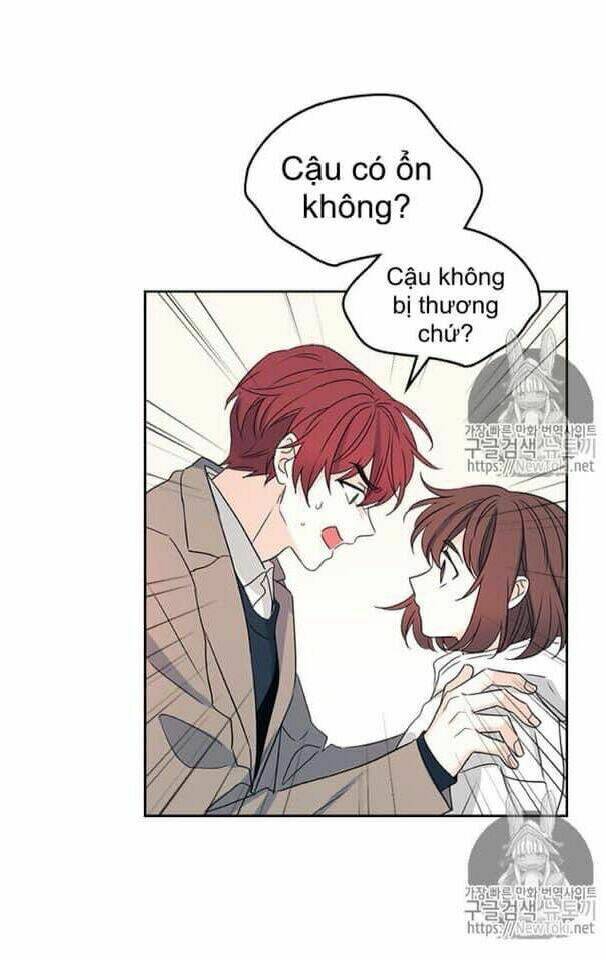 Cậu có ổn
không?
Cậu không
bị thương
chứ?
가장 빠른 만화 번역사이트
구글검색 뉴토끼
https://NewToki.net
가장 빠른 만화 번역사이트
구글검색 뉴토끼
https://NewToki.net